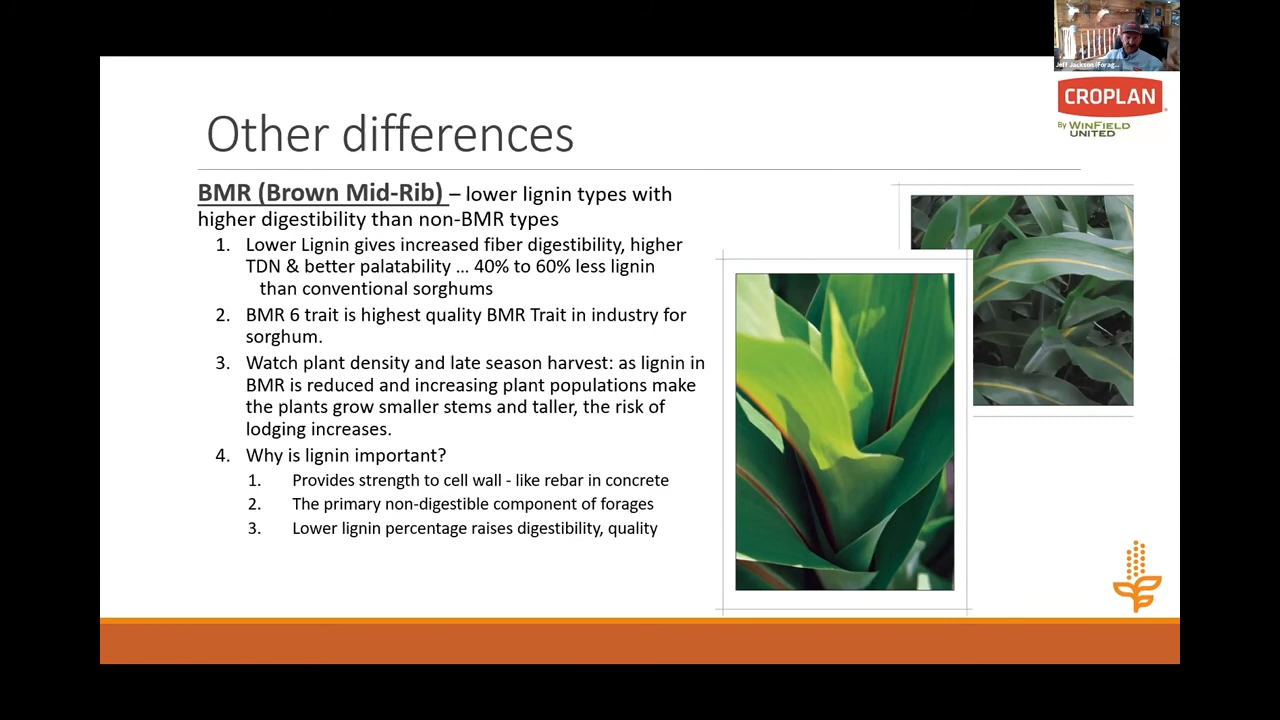 Jeff Jackson (Forag...
CROPLAN
By WINFIELD
UNITED
Other differences
BMR (Brown Mid-Rib) – lower lignin types with
higher digestibility than non-BMR types
1. Lower Lignin gives increased fiber digestibility, higher
TDN & better palatability … 40% to 60% less lignin
than conventional sorghums
2. BMR 6 trait is highest quality BMR Trait in industry for
sorghum.
3. Watch plant density and late season harvest: as lignin in
BMR is reduced and increasing plant populations make
the plants grow smaller stems and taller, the risk of
lodging increases.
4. Why is lignin important?
1. Provides strength to cell wall - like rebar in concrete
2. The primary non-digestible component of forages
3. Lower lignin percentage raises digestibility, quality